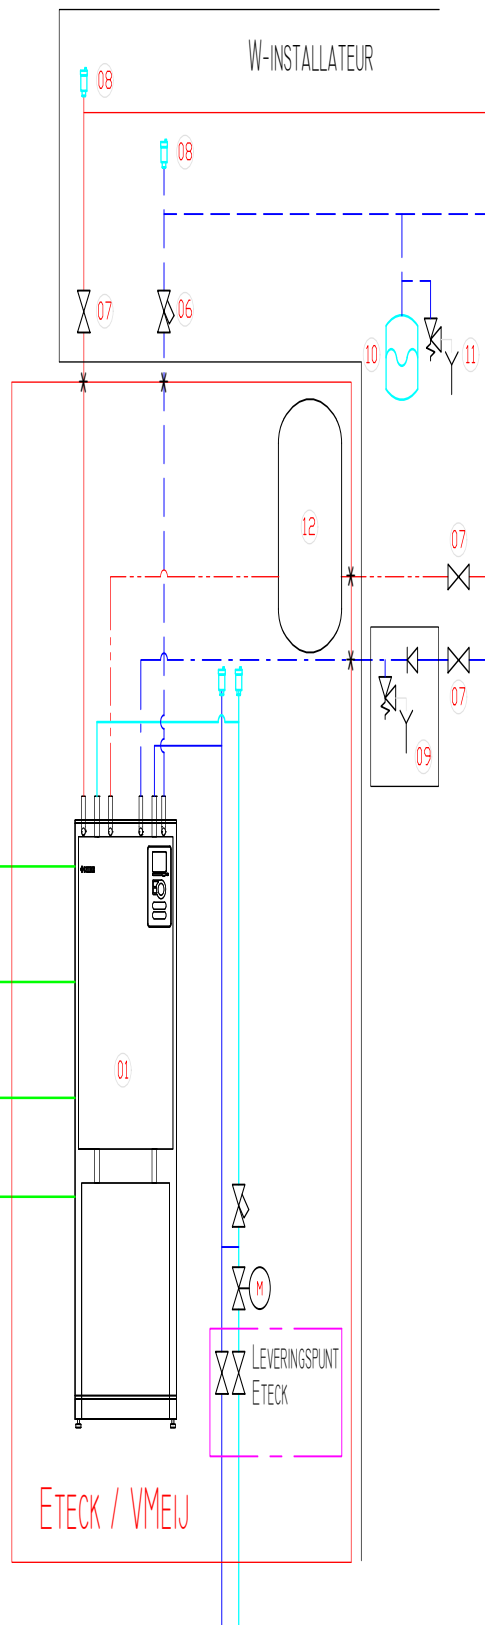 W-INSTALLATEUR
08
08
07
06
10
11
12
07
07
09
01
M
LEVERINGSPUNT
ETECK
ETECK / VMEIJ